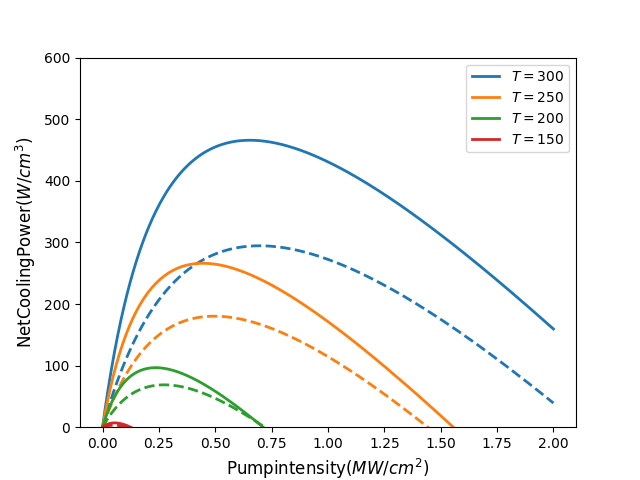 600
500
400
300
200
100
0
NetCoolingPower(W/cm³)
T = 300
T = 250
T = 200
T = 150
0.00 0.25 0.50 0.75 1.00 1.25 1.50 1.75 2.00
Pumpintensity(MW/cm²)